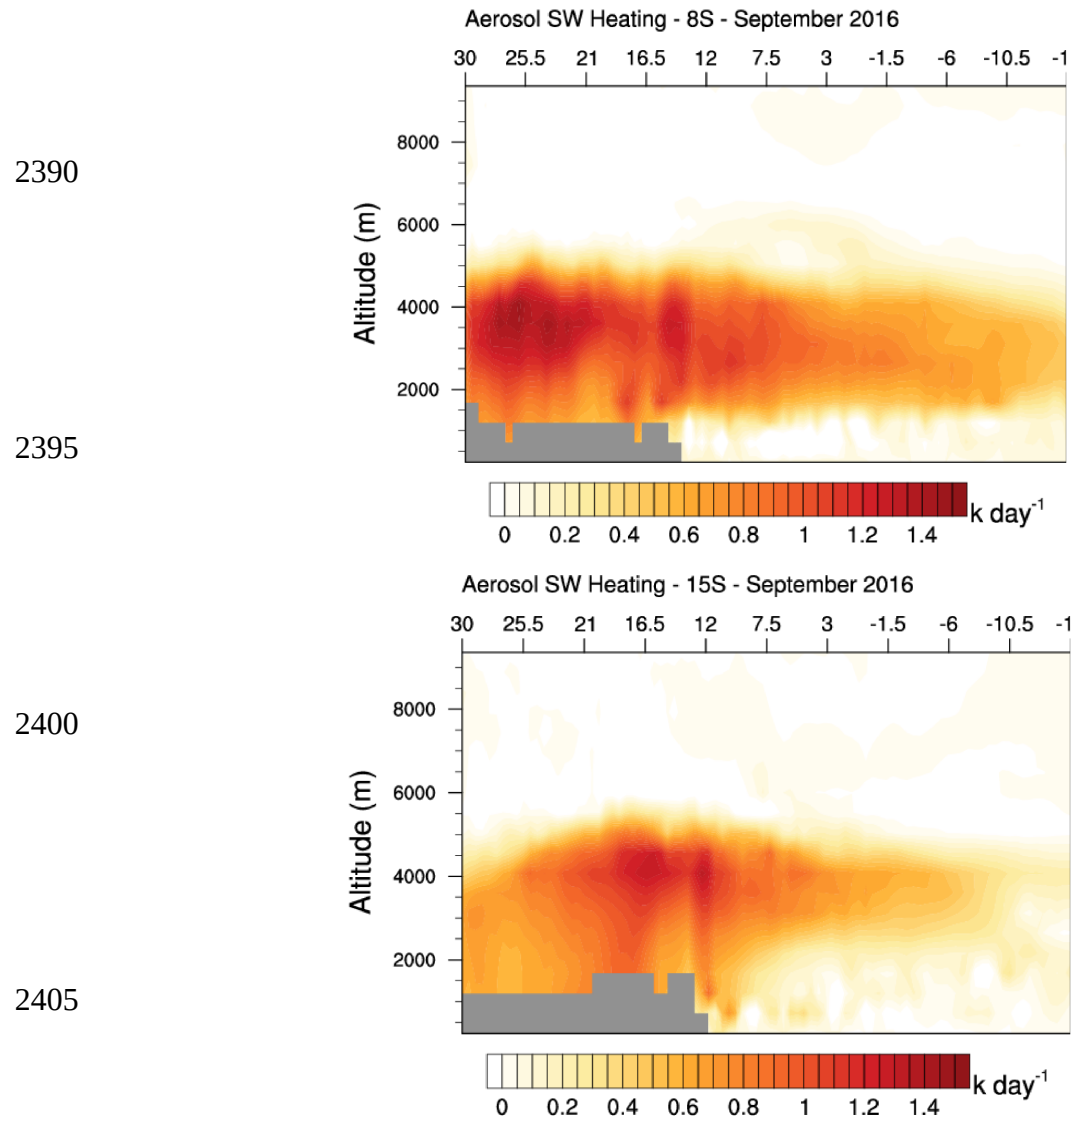 Aerosol SW Heating - 8S - September 2016
30 25.5 21 16.5 12 7.5 3 -1.5 -6 -10.5 -1
8000
2390
6000
Altitude (m)
4000
2000
2395
0 0.2 0.4 0.6 0.8 1 1.2 1.4 k day-1
Aerosol SW Heating - 15S - September 2016
30 25.5 21 16.5 12 7.5 3 -1.5 -6 -10.5 -1
8000
2400
6000
Altitude (m)
4000
2000
2405
0 0.2 0.4 0.6 0.8 1 1.2 1.4 k day-1